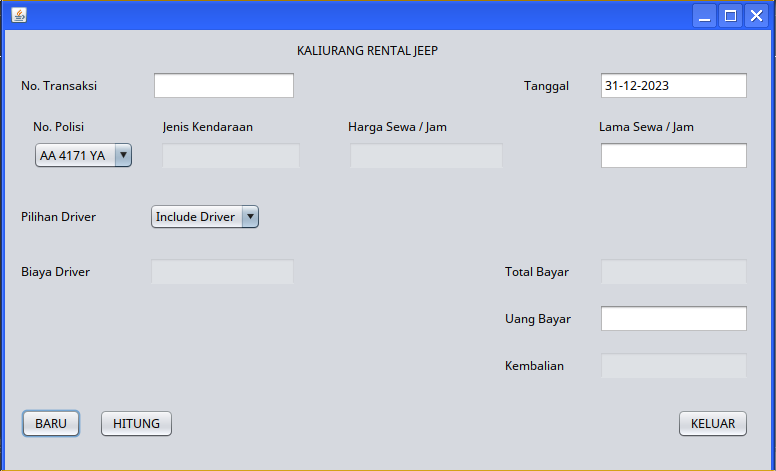 KALIURANG RENTAL JEEP
No. Transaksi Tanggal 31-12-2023
No. Polisi Jenis Kendaraan Harga Sewa / Jam Lama Sewa / Jam
AA 4171 YA
Pilihan Driver Include Driver
Biaya Driver Total Bayar
Uang Bayar
Kembalian
BARU HITUNG KELUAR